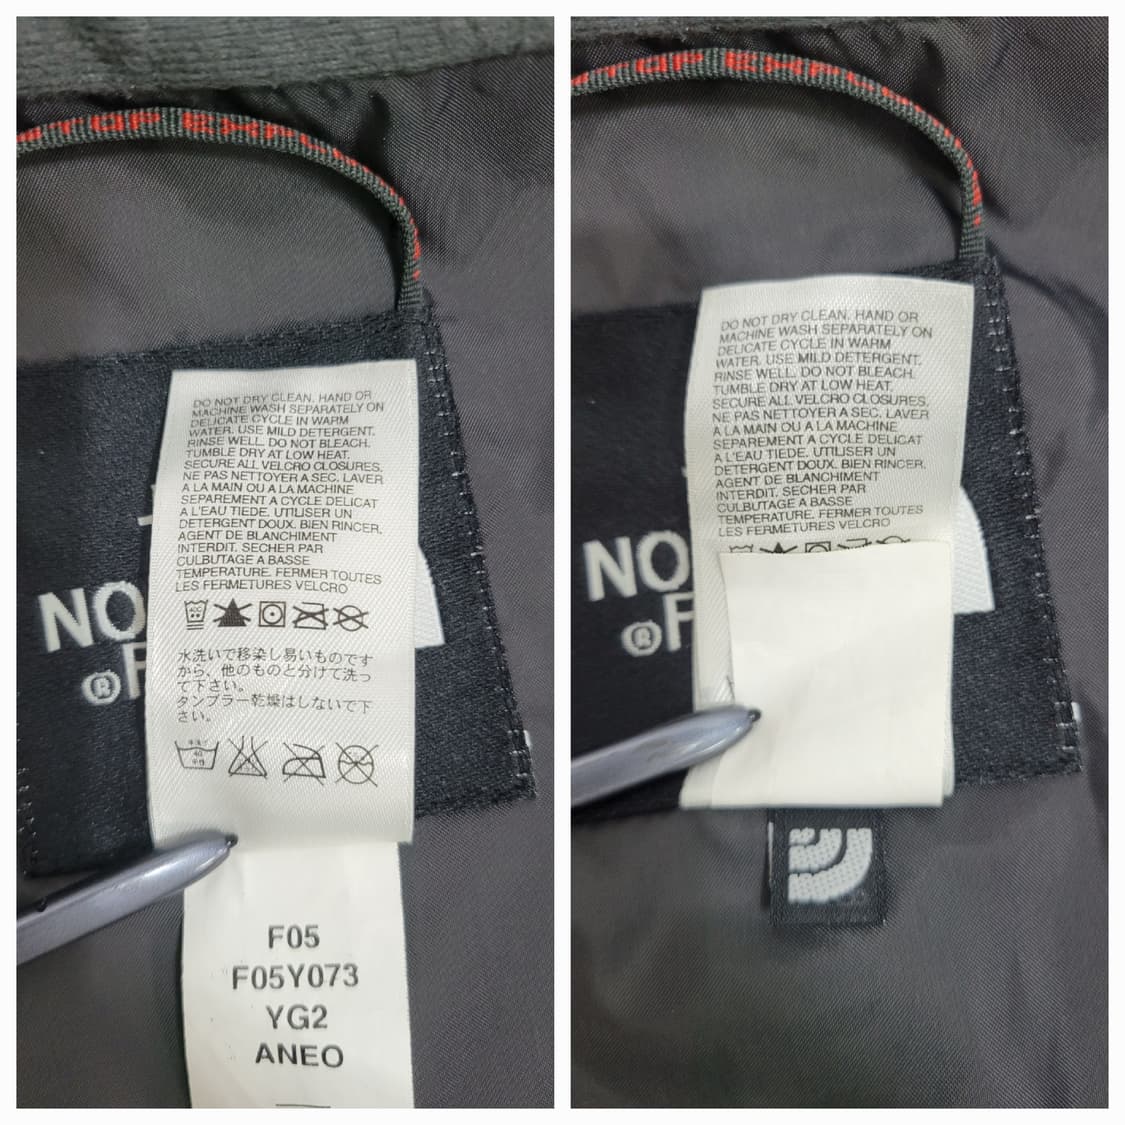 TOP EXPL
DO NOT DRY CLEAN. HAND OR
MACHINE WASH SEPARATELY ON
DELICATE CYCLE IN WARM
WATER. USE MILD DETERGENT.
RINSE WELL. DO NOT BLEACH.
TUMBLE DRY AT LOW HEAT.
SECURE ALL VELCRO CLOSURES.
NE PAS NETTOYER A SEC. LAVER
A LA MAIN OU A LA MACHINE
SEPAREMENT A CYCLE DELICAT
A L'EAU TIEDE. UTILISER UN
DETERGENT DOUX. BIEN RINCER,
AGENT DE BLANCHIMENT
INTERDIT. SECHER PAR
CULBUTAGE A BASSE
TEMPERATURE. FERMER TOUTES
LES FERMETURES VELCRO
水洗いで移染し易いものです
から、他のものと分けて洗っ
て下さい。
タンブラー乾燥はしないで下
さい。
NO
®F
F05
F05Y073
YG2
ANEO
TOP EXPL
DO NOT DRY CLEAN. HAND OR
MACHINE WASH SEPARATELY ON
DELICATE CYCLE IN WARM
WATER. USE MILD DETERGENT.
RINSE WELL. DO NOT BLEACH.
TUMBLE DRY AT LOW HEAT.
SECURE ALL VELCRO CLOSURES.
NE PAS NETTOYER A SEC. LAVER
A LA MAIN OU A LA MACHINE
SEPAREMENT A CYCLE DELICAT
A L'EAU TIEDE. UTILISER UN
DETERGENT DOUX. BIEN RINCER,
AGENT DE BLANCHIMENT
INTERDIT. SECHER PAR
CULBUTAGE A BASSE
TEMPERATURE. FERMER TOUTES
LES FERMETURES VELCRO
NO
®F